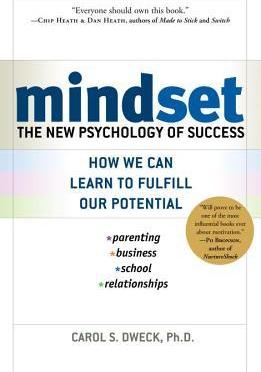 "Everyone should own this book."
—CHIP HEATH & DAN HEATH, authors of Made to Stick and Switch
mindset
THE NEW PSYCHOLOGY OF SUCCESS
HOW WE CAN
LEARN TO FULFILL
OUR POTENTIAL
*parenting
*business
*school
*relationships
"Will prove to be
one of the most
influential books ever
about motivation."
—PO BRONSON,
author of
NurtureShock
CAROL S. DWECK, Ph.D.